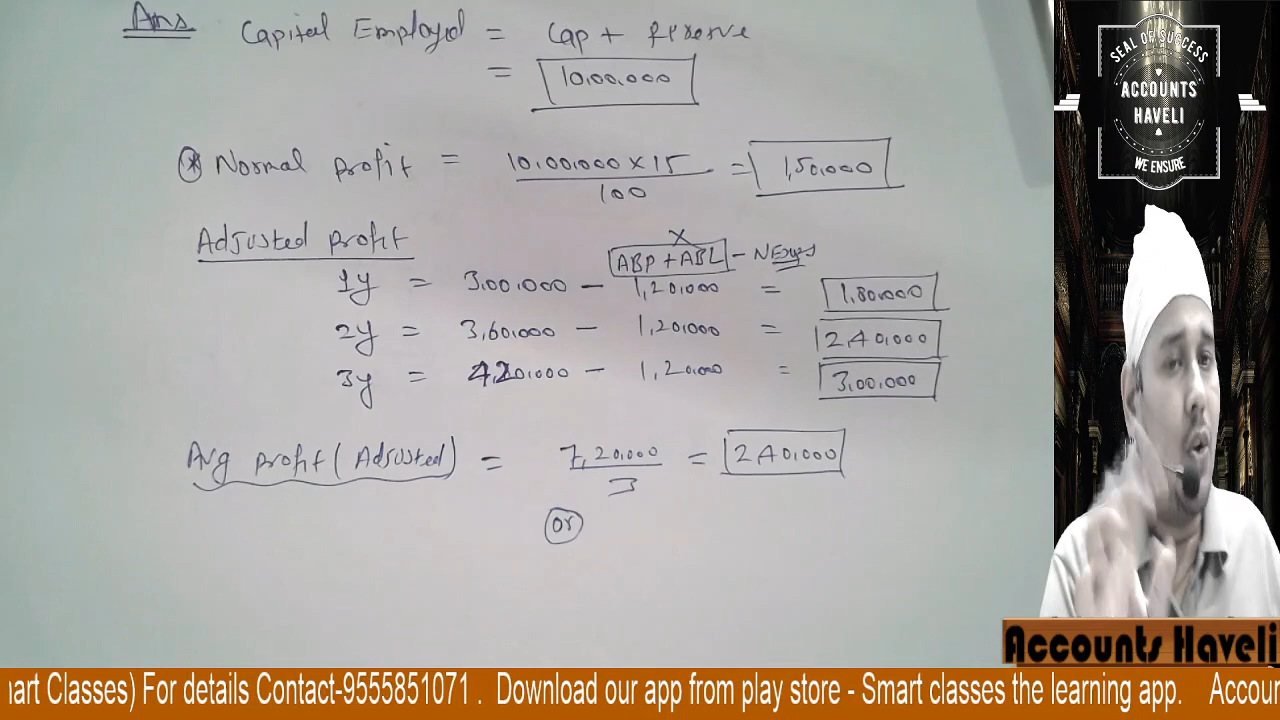 Ans Capital Employed = Cap + Reserve
= 10,00,000
* Normal Profit = 10,00,000 x 15 / 100 = 1,50,000
Adjusted Profit
X
ABP + ABL -
1y = 3,00,000 - 1,20,000 = 1,80,000
2y = 3,60,000 - 1,20,000 = 2,40,000
3y = 4,20,000 - 1,20,000 = 3,00,000
Avg Profit (Adjusted) = 7,20,000 / 3 = 240,000
or
SEAL OF SUCCESS
ACCOUNTS
HAVELI
WE ENSURE
Accounts Haveli
nart Classes) For details Contact-9555851071 . Download our app from play store - Smart classes the learning app. Accour